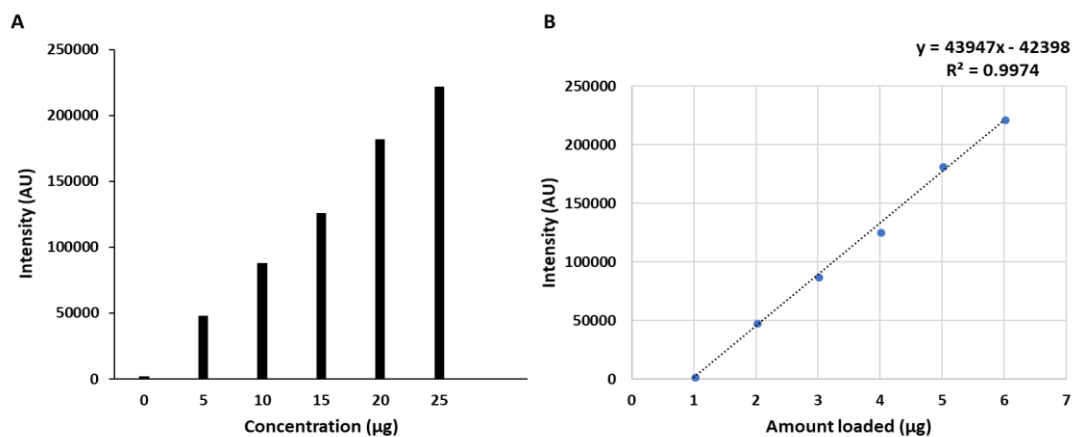 A
250000
200000
150000
100000
50000
0
Intensity (AU)
0 5 10 15 20 25
Concentration (µg)
B
y = 43947x - 42398
R² = 0.9974
250000
200000
150000
100000
50000
0
Intensity (AU)
0 1 2 3 4 5 6 7
Amount loaded (µg)